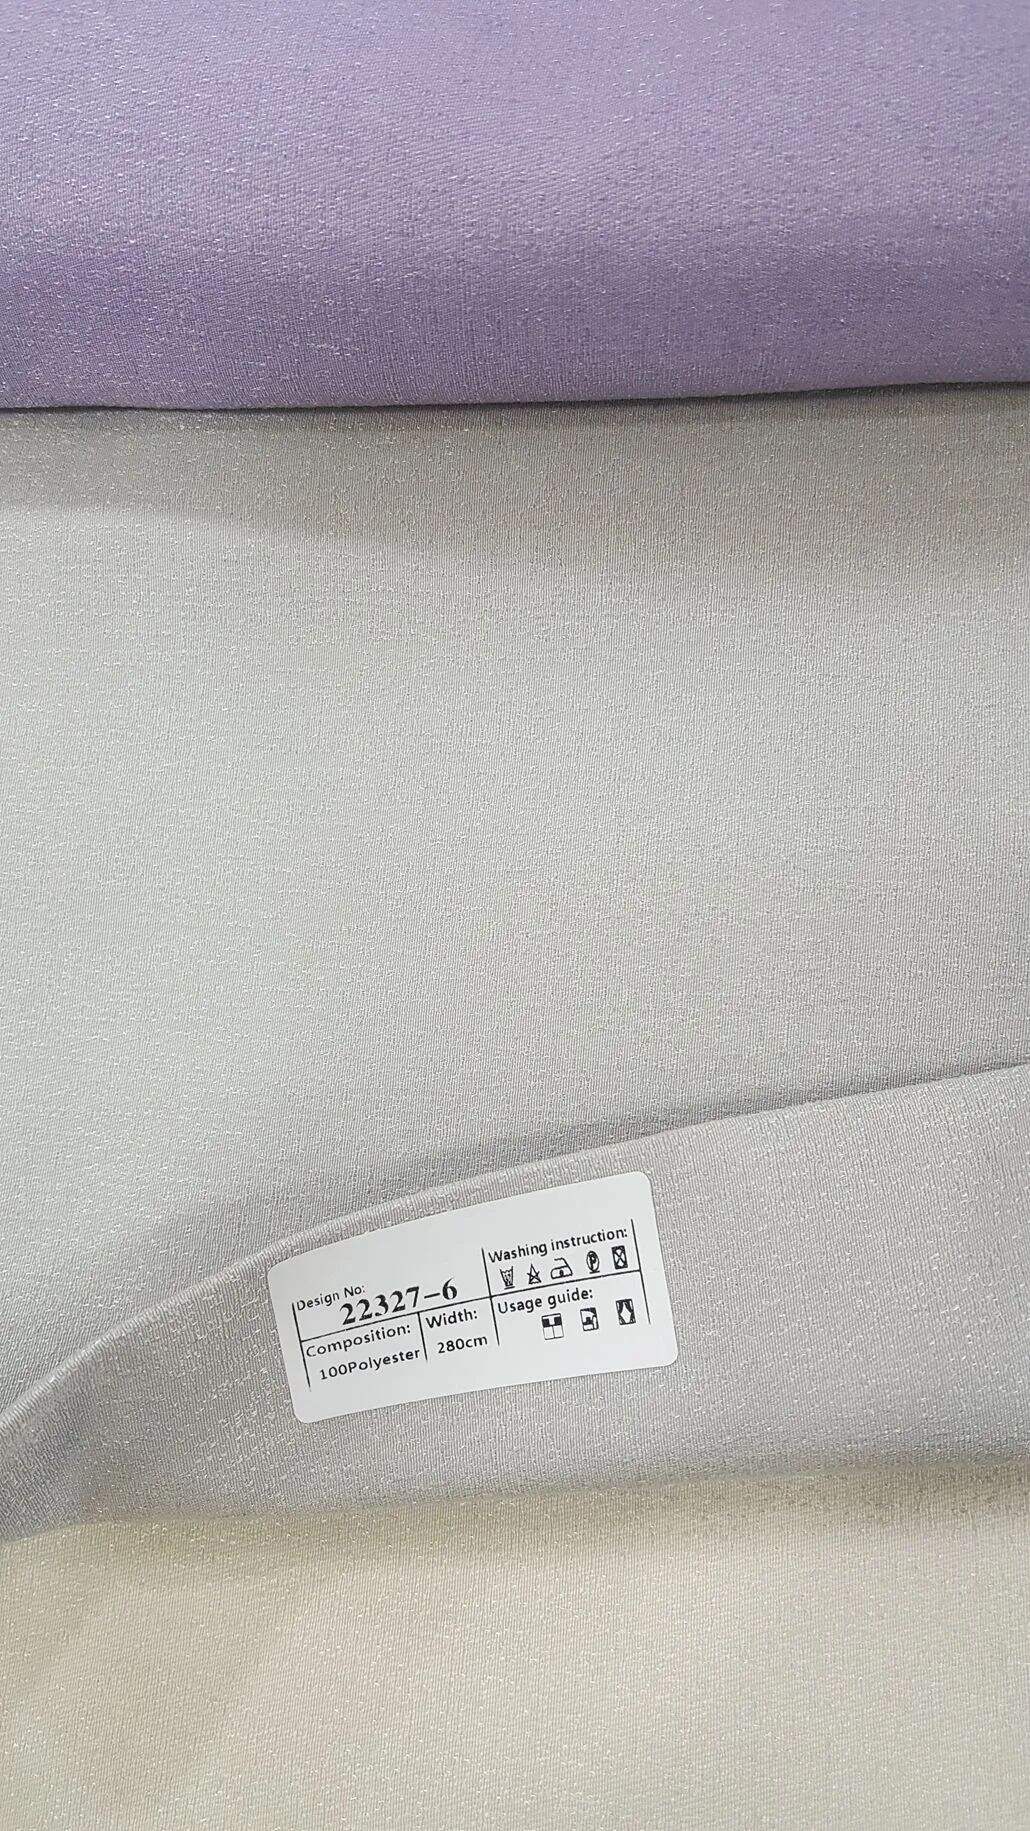 Design No:
22327-6
Washing instruction:
P
Composition:
100Polyester
Width:
280cm
Usage guide: